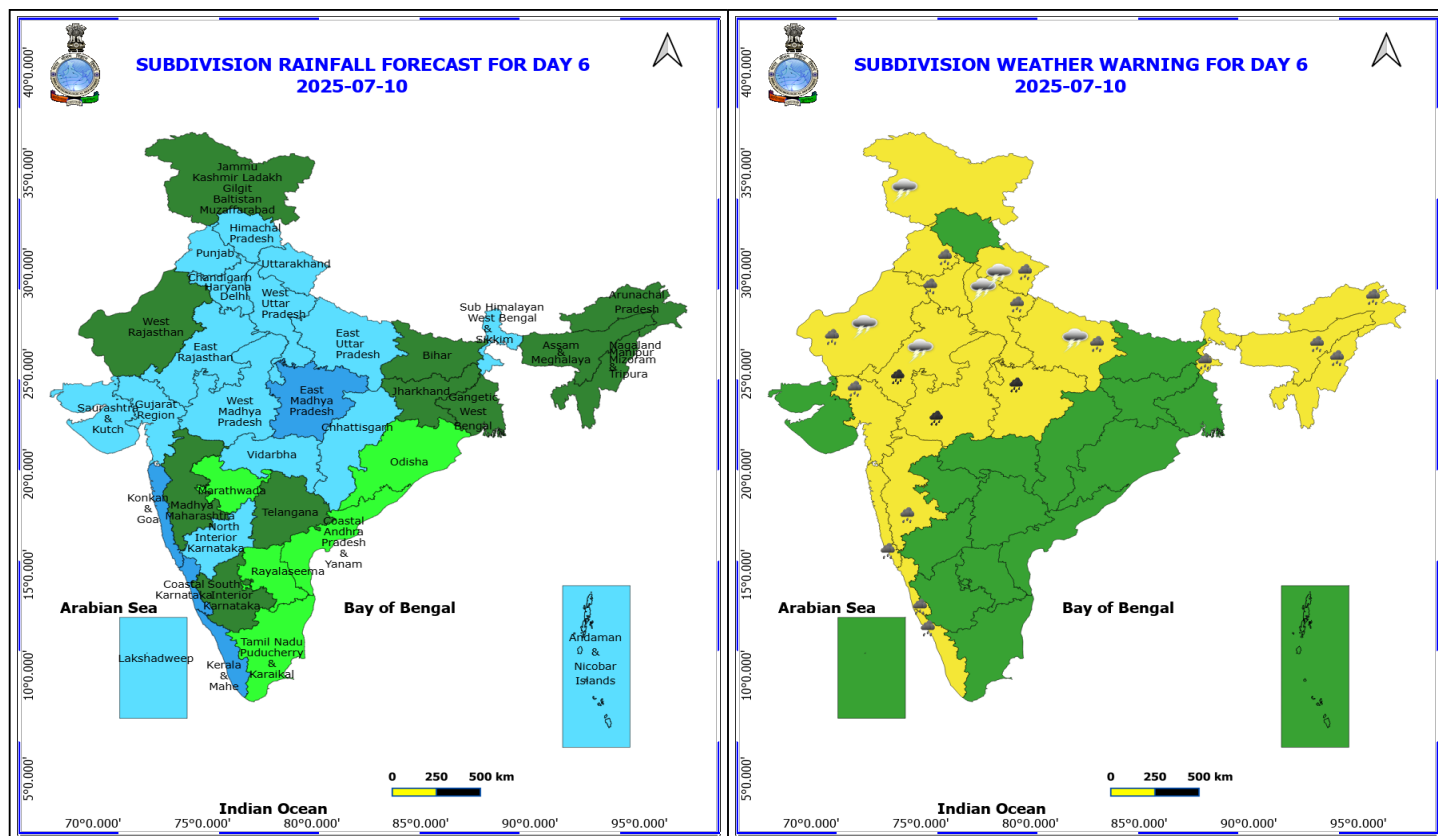 SUBDIVISION RAINFALL FORECAST FOR DAY 6
2025-07-10
40°0.000'
35°0.000'
30°0.000'
25°0.000'
20°0.000'
15°0.000'
10°0.000'
5°0.000'
Jammu
Kashmir Ladakh
Gilgit
Baltistan
Muzaffarabad
Himachal
Pradesh
Punjab
Uttarakhand
Chandigarh
Haryana
Delhi
West
Uttar
Pradesh
West
Rajasthan
East
Rajasthan
East
Uttar
Pradesh
Sub Himalayan
West Bengal
&
Sikkim
Arunachal
Pradesh
Assam
&
Meghalaya
Nagaland
Manipur
Mizoram
&
Tripura
Bihar
Jharkhand
Gangetic
West
Bengal
Saurashtra
&
Kutch
Gujarat
Region
West
Madhya
Pradesh
East
Madhya
Pradesh
Chhattisgarh
Vidarbha
Odisha
Konkan
&
Goa
Madhya
Maharashtra
Marathwada
Telangana
North
Interior
Karnataka
Coastal
Andhra
Pradesh
&
Yanam
Rayalaseema
Coastal
Karnataka
South
Interior
Karnataka
Tamil Nadu
Puducherry
&
Karaikal
Kerala
&
Mahe
Arabian Sea
Bay of Bengal
Lakshadweep
Andaman
&
Nicobar
Islands
0 250 500 km
Indian Ocean
70°0.000' 75°0.000' 80°0.000' 85°0.000' 90°0.000' 95°0.000'
SUBDIVISION WEATHER WARNING FOR DAY 6
2025-07-10
40°0.000'
35°0.000'
30°0.000'
25°0.000'
20°0.000'
15°0.000'
10°0.000'
5°0.000'
Arabian Sea
Bay of Bengal
0 250 500 km
Indian Ocean
70°0.000' 75°0.000' 80°0.000' 85°0.000' 90°0.000' 95°0.000'